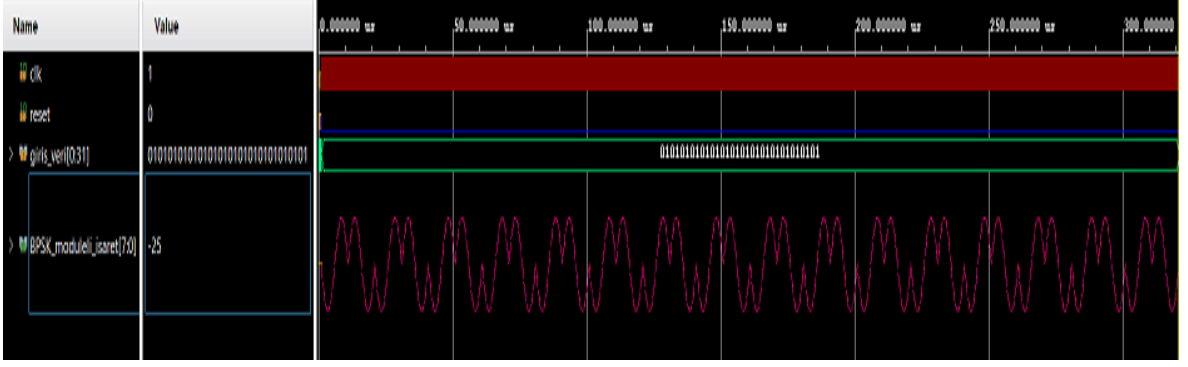 Name Value 0.000000 us 50.000000 us 100.000000 us 150.000000 us 200.000000 us 250.000000 us 300.000000
clk 1
reset 0
giris_veri[0:31] 01010101010101010101010101010101 01010101010101010101010101010101
BPSK_moduleli_isaret[7:0] -25